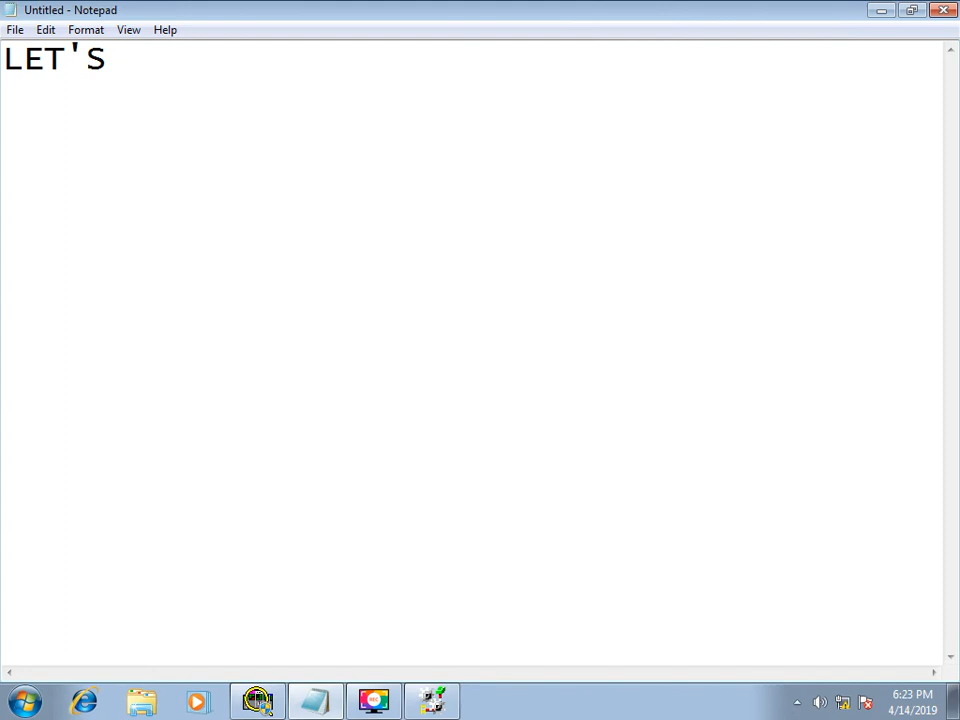 Untitled - Notepad
File Edit Format View Help
LET'S
6:23 PM
4/14/2019